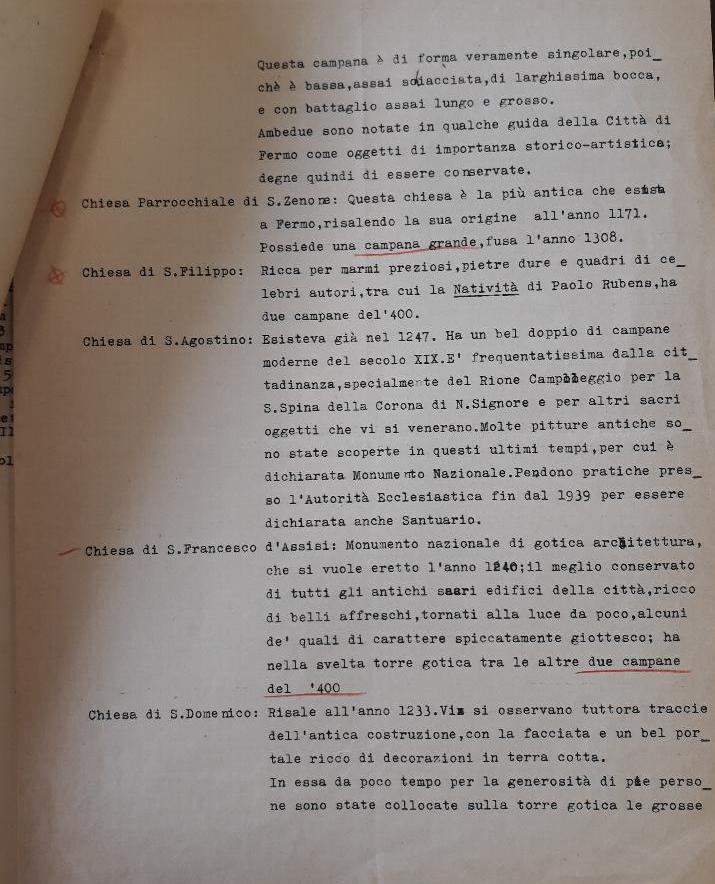 Questa campana è di forma veramente singolare,poi_
chè è bassa,assai schiacciata,di larghissima bocca,
e con battaglio assai lungo e grosso.
Ambedue sono notate in qualche guida della Città di
Fermo come oggetti di importanza storico-artistica;
degne quindi di essere conservate.
Chiesa Parrocchiale di S.Zenone: Questa chiesa è la più antica che esista
a Fermo,risalendo la sua origine all'anno 1171.
Possiede una campana grande,fusa l'anno 1308.
Chiesa di S.Filippo: Ricca per marmi preziosi,pietre dure e quadri di ce_
lebri autori,tra cui la Natività di Paolo Rubens,ha
due campane del'400.
Chiesa di S.Agostino: Esisteva già nel 1247. Ha un bel doppio di campane
moderne del secolo XIX.E' frequentatissima dalla cit_
tadinanza,specialmente del Rione Campoleggio per la
S.Spina della Corona di N.Signore e per altri sacri
oggetti che vi si venerano.Molte pitture antiche so_
no state scoperte in questi ultimi tempi,per cui è
dichiarata Monumento Nazionale.Pendono pratiche pres_
so l'Autorità Ecclesiastica fin dal 1939 per essere
dichiarata anche Santuario.
Chiesa di S.Francesco d'Assisi: Monumento nazionale di gotica architettura,
che si vuole eretto l'anno 1240;il meglio conservato
di tutti gli antichi sacri edifici della città,ricco
di belli affreschi,tornati alla luce da poco,alcuni
de' quali di carattere spiccatamente giottesco; ha
nella svelta torre gotica tra le altre due campane
del '400
Chiesa di S.Domenico: Risale all'anno 1233.Vi si osservano tuttora traccie
dell'antica costruzione,con la facciata e un bel por_
tale ricco di decorazioni in terra cotta.
In essa da poco tempo per la generosità di pie perso_
ne sono state collocate sulla torre gotica le grosse